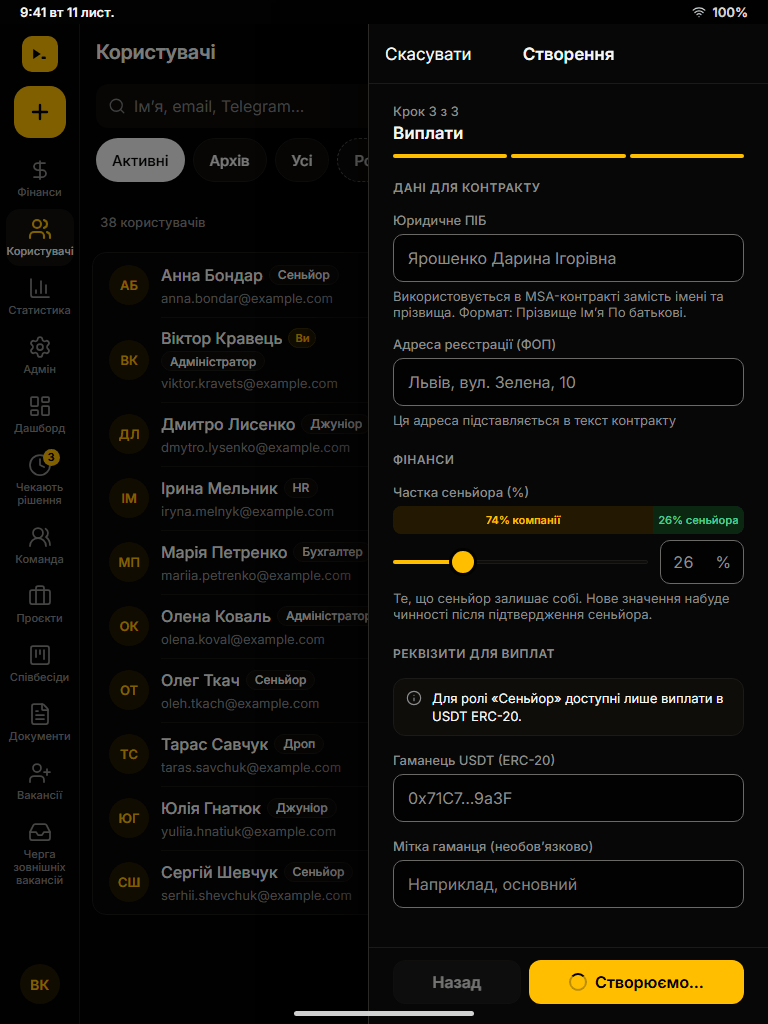 9:41 вт 11 лист.
100%
Користувачі
Ім'я, email, Telegram...
Активні
Архів
Усі
38 користувачів
Фінанси
Користувачі
Статистика
Адмін
Дашборд
3
Чекають
рішення
Команда
Проєкти
Співбесіди
Документи
Вакансії
Черга
зовнішніх
вакансій
ВК
АБ
Анна Бондар
Сеньйор
anna.bondar@example.com
ВК
Віктор Кравець
Ви
Адміністратор
viktor.kravets@example.com
ДЛ
Дмитро Лисенко
Джуніор
dmytro.lysenko@example.com
ІМ
Ірина Мельник
HR
iryna.melnyk@example.com
МП
Марія Петренко
Бухгалтер
mariia.petrenko@example.com
ОК
Олена Коваль
Адміністратор
olena.koval@example.com
ОТ
Олег Ткач
Сеньйор
oleh.tkach@example.com
ТС
Тарас Савчук
Дроп
taras.savchuk@example.com
ЮГ
Юлія Гнатюк
Джуніор
yuliia.hnatiuk@example.com
СШ
Сергій Шевчук
Сеньйор
serhii.shevchuk@example.com
Скасувати
Створення
Крок 3 з 3
Виплати
ДАНІ ДЛЯ КОНТРАКТУ
Юридичне ПІБ
Ярошенко Дарина Ігорівна
Використовується в MSA-контракті замість імені та
прізвища. Формат: Прізвище Ім'я По батькові.
Адреса реєстрації (ФОП)
Львів, вул. Зелена, 10
Ця адреса підставляється в текст контракту
ФІНАНСИ
Частка сеньйора (%)
74% компанії
26% сеньйора
26 %
Те, що сеньйор залишає собі. Нове значення набуде
чинності після підтвердження сеньйора.
РЕКВІЗИТИ ДЛЯ ВИПЛАТ
Для ролі «Сеньйор» доступні лише виплати в
USDT ERC-20.
Гаманець USDT (ERC-20)
0x71C7...9a3F
Мітка гаманця (необов'язково)
Наприклад, основний
Назад
Створюємо...